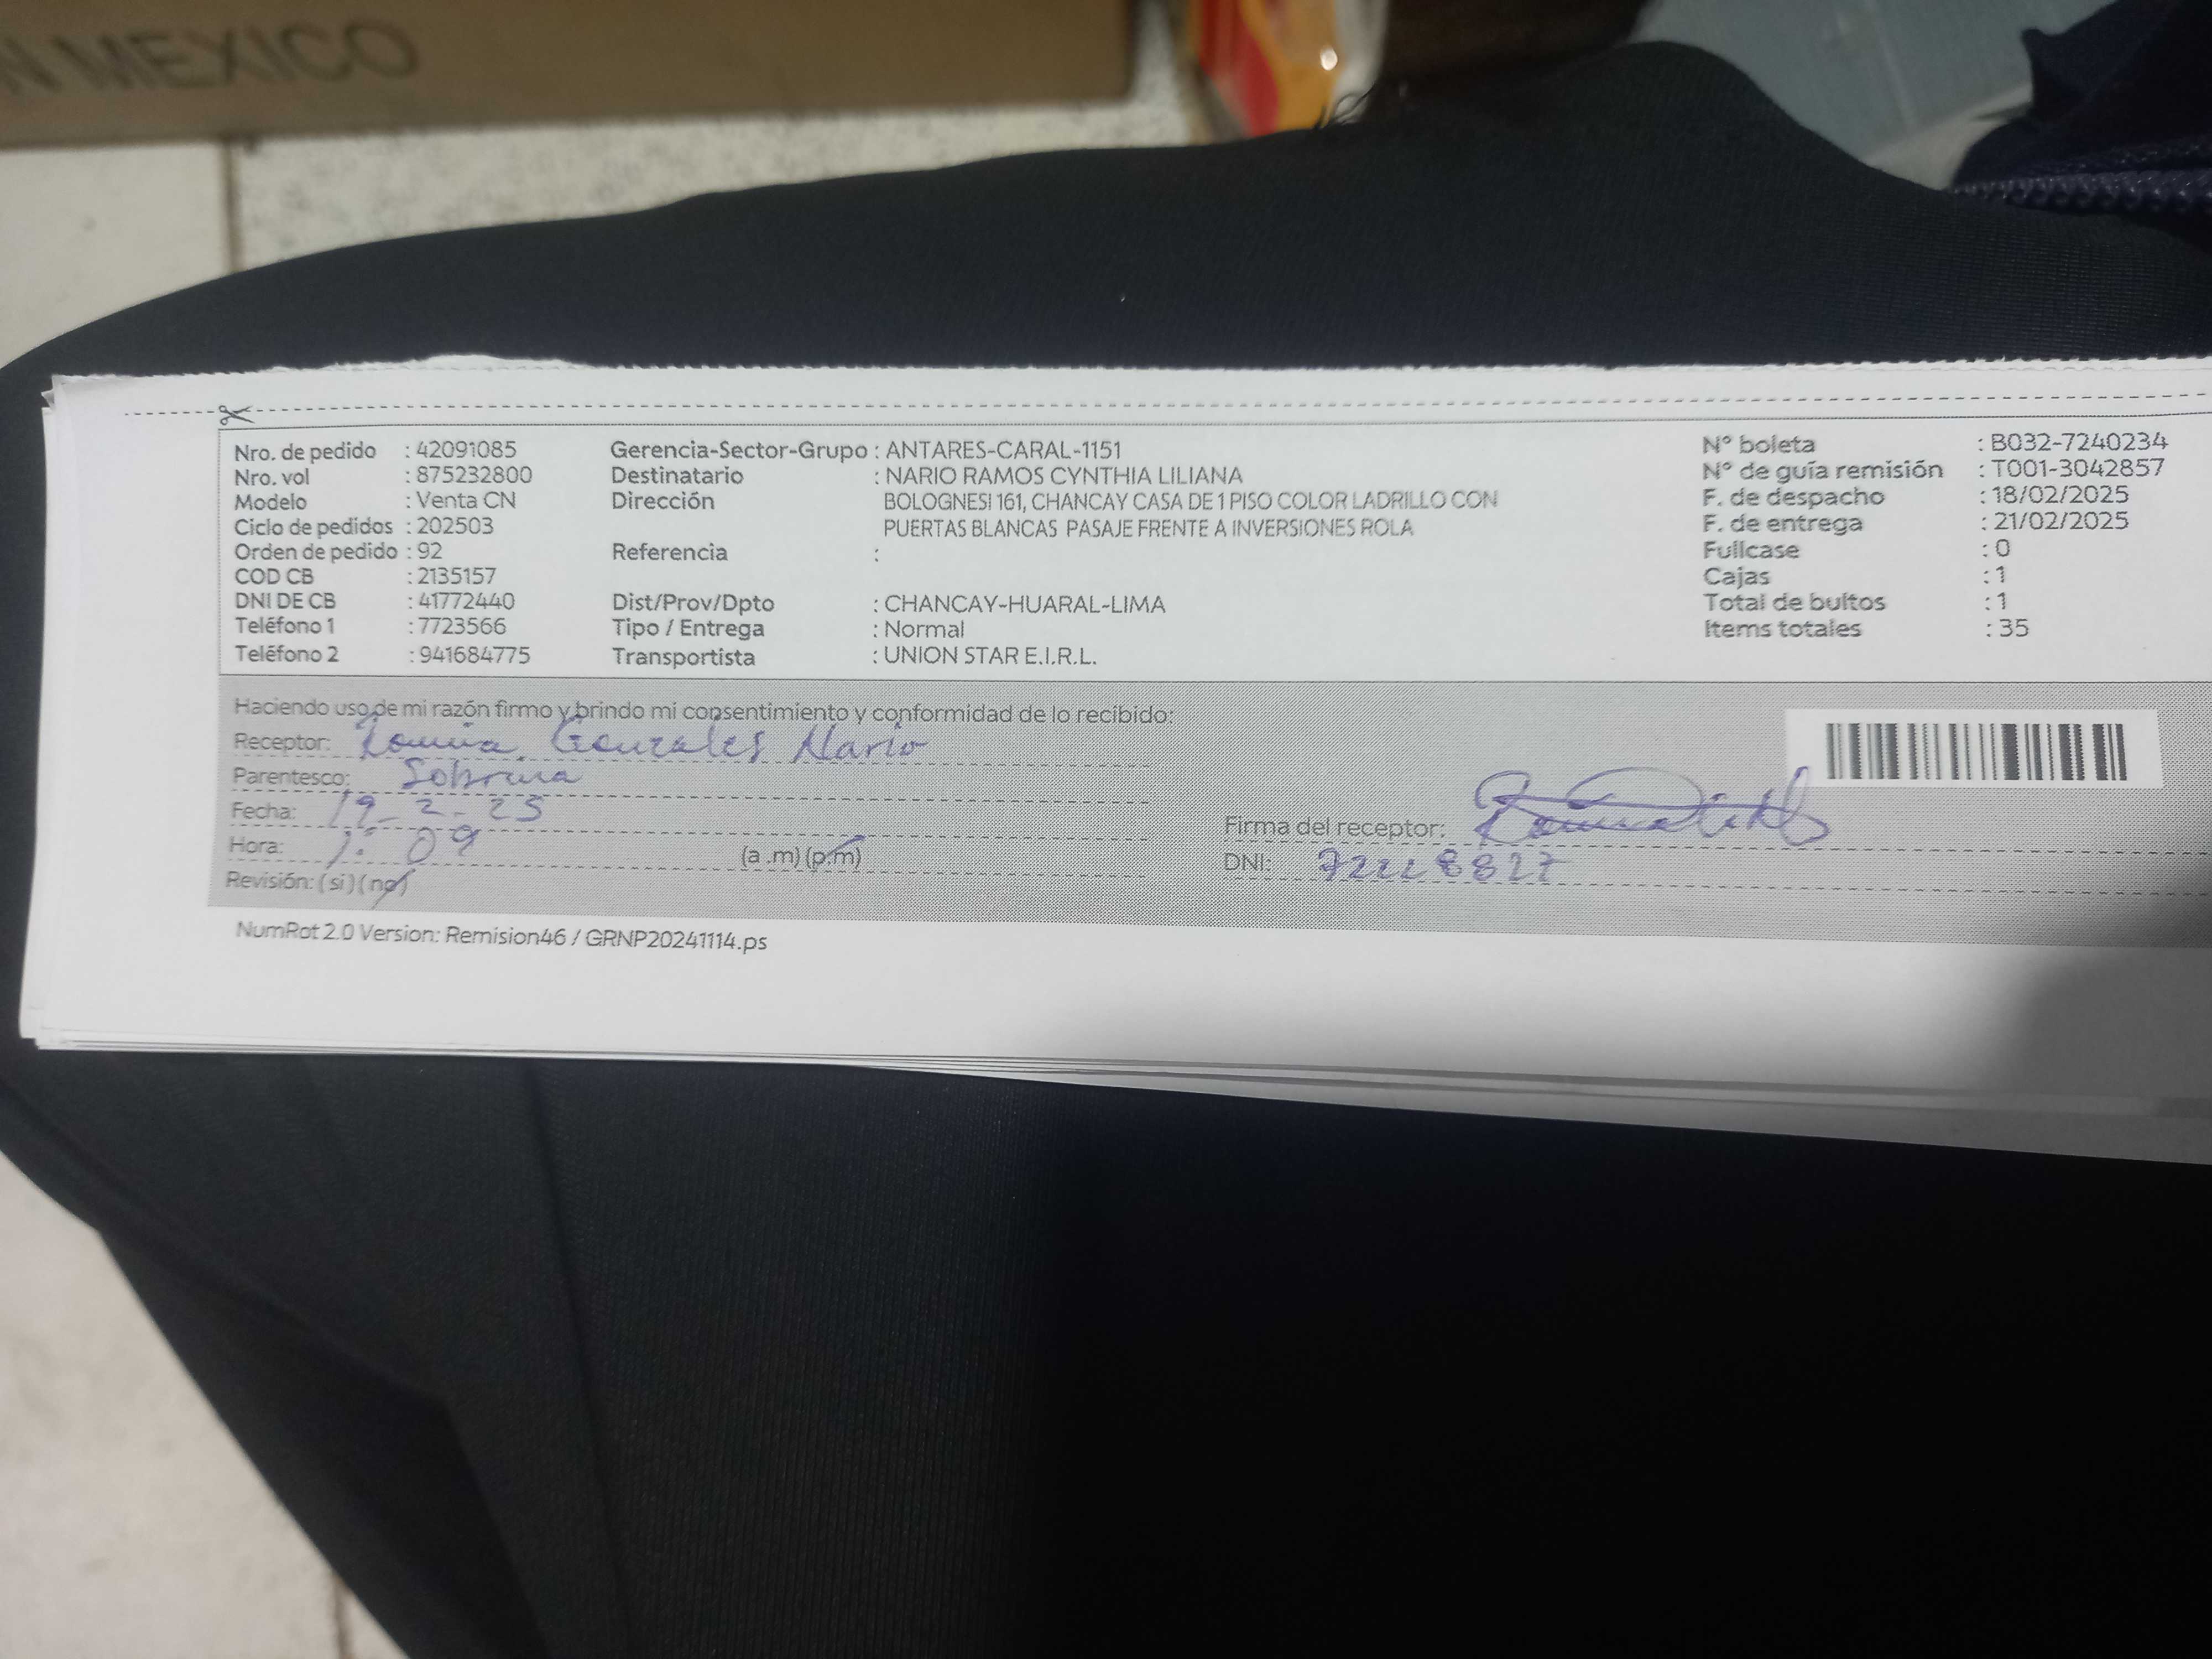 N MEXICO
Nro. de pedido : 42091085 Gerencia-Sector-Grupo : ANTARES-CARAL-1151 N° boleta : B032-7240234
Nro. vol : 875232800 Destinatario : NARIO RAMOS CYNTHIA LILIANA N° de guía remisión : T001-3042857
Modelo : Venta CN Dirección BOLOGNESI 161, CHANCAY CASA DE 1 PISO COLOR LADRILLO CON F. de despacho : 18/02/2025
Ciclo de pedidos : 202503 PUERTAS BLANCAS PASAJE FRENTE A INVERSIONES ROLA F. de entrega : 21/02/2025
Orden de pedido : 92 Referencia : Fullcase : 0
COD CB : 2135157 Cajas : 1
DNI DE CB : 41772440 Dist/Prov/Dpto : CHANCAY-HUARAL-LIMA Total de bultos : 1
Teléfono 1 : 7723566 Tipo / Entrega : Normal Items totales : 35
Teléfono 2 : 941684775 Transportista : UNION STAR E.I.R.L.
Haciendo uso de mi razón firmo y brindo mi consentimiento y conformidad de lo recibido:
Receptor: Romina Gonzales Nario
Parentesco: Sobrina
Fecha: 19-2-25
Hora: 1:09 (a .m) (p.m) Firma del receptor:
Revisión: (si) (no) DNI:
NumRot 2.0 Version: Remision46 / GRNP20241114.ps